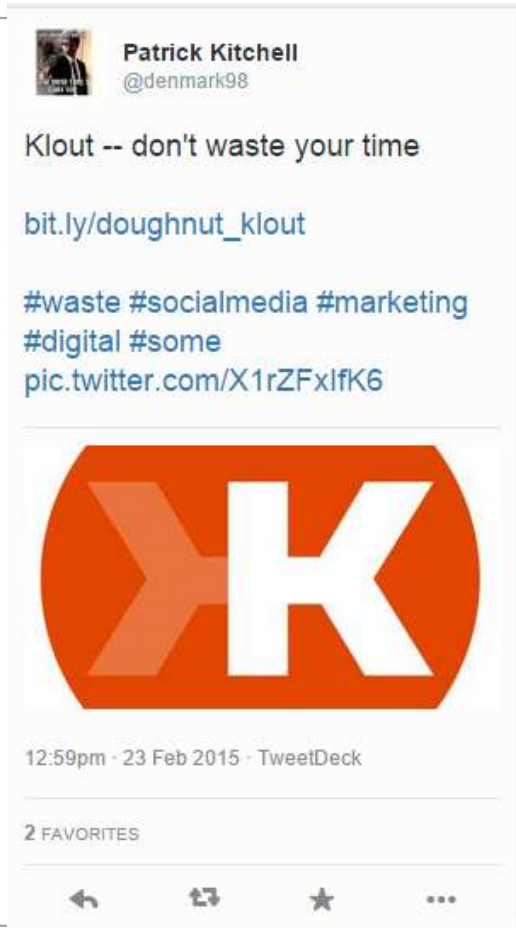 Patrick Kitchell
@denmark98
Klout -- don't waste your time
bit.ly/doughnut_klout
#waste #socialmedia #marketing
#digital #some
pic.twitter.com/X1rZFxIfK6
K
12:59pm · 23 Feb 2015 · TweetDeck
2 FAVORITES